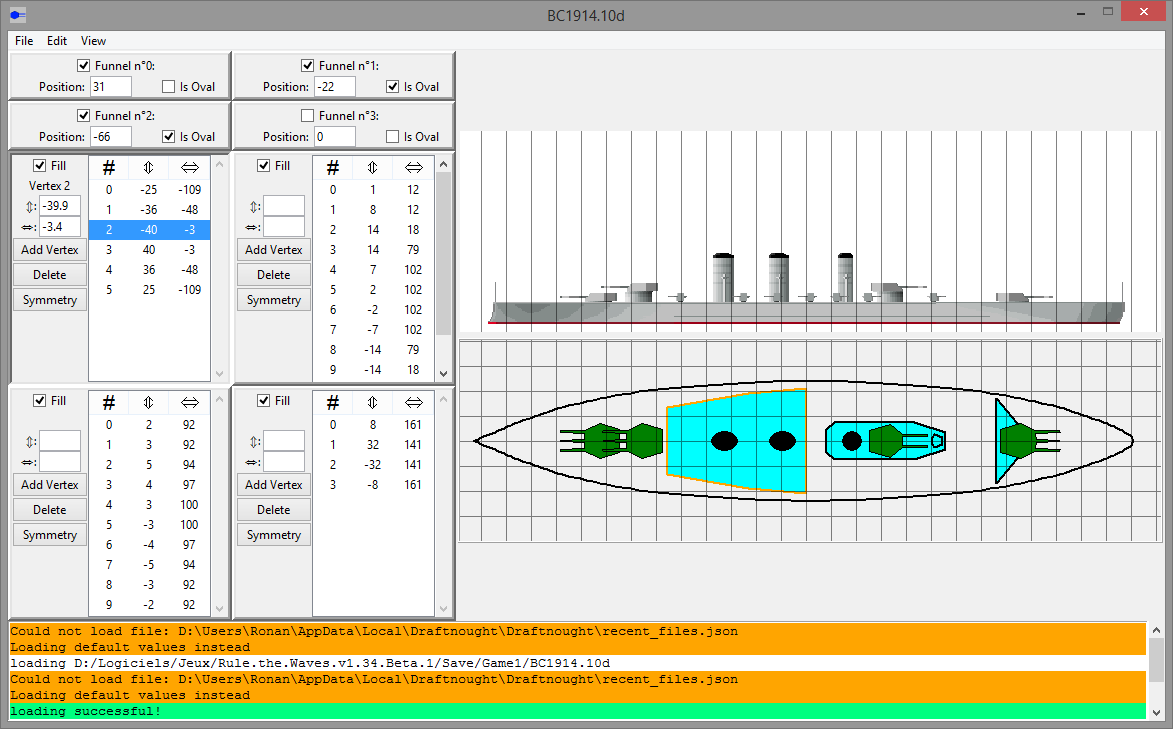 BC1914.10d
File Edit View
Funnel n°0:
Position: 31 Is Oval
Funnel n°1:
Position: -22 Is Oval
Funnel n°2:
Position: -66 Is Oval
Funnel n°3:
Position: 0 Is Oval
Fill
Vertex 2
-39.9
-3.4
Add Vertex
Delete
Symmetry
#
0 -25 -109
1 -36 -48
2 -40 -3
3 40 -3
4 36 -48
5 25 -109
Fill
Add Vertex
Delete
Symmetry
#
0 1 12
1 8 12
2 14 18
3 14 79
4 7 102
5 2 102
6 -2 102
7 -7 102
8 -14 79
9 -14 18
Fill
Add Vertex
Delete
Symmetry
#
0 2 92
1 3 92
2 5 94
3 4 97
4 3 100
5 -3 100
6 -4 97
7 -5 94
8 -3 92
9 -2 92
Fill
Add Vertex
Delete
Symmetry
#
0 8 161
1 32 141
2 -32 141
3 -8 161
Could not load file: D:\Users\Ronan\AppData\Local\Draftnought\Draftnought\recent_files.json
Loading default values instead
loading D:/Logiciels/Jeux/Rule.the.Waves.v1.34.Beta.1/Save/Game1/BC1914.10d
Could not load file: D:\Users\Ronan\AppData\Local\Draftnought\Draftnought\recent_files.json
Loading default values instead
loading successful!